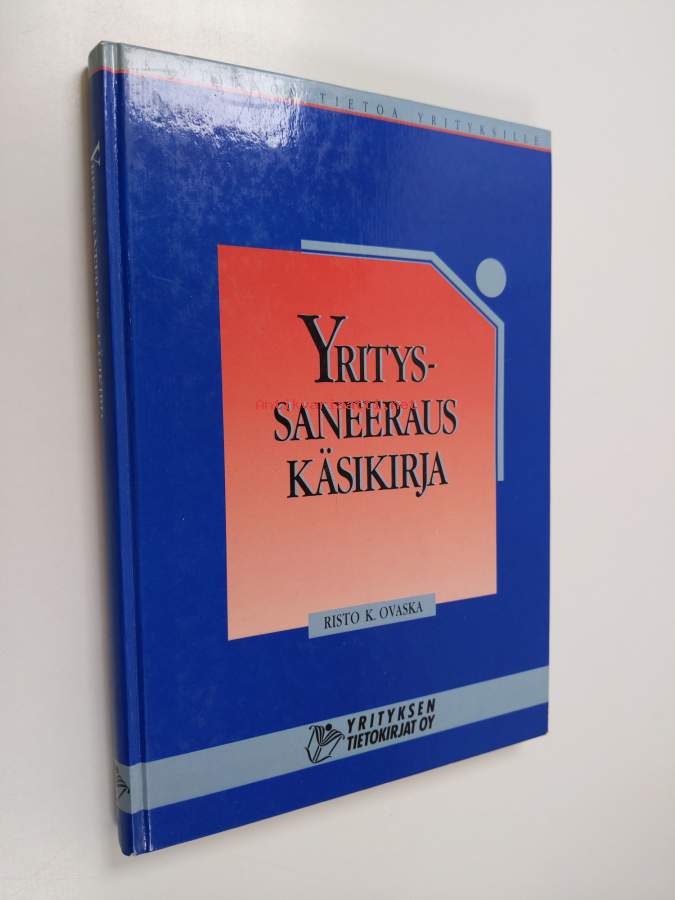 TIETOA YRITYKSILLE
YRITYS-
SANEERAUS
KÄSIKIRJA
RISTO K. OVASKA
YRITYKSEN
TIETOKIRJAT OY